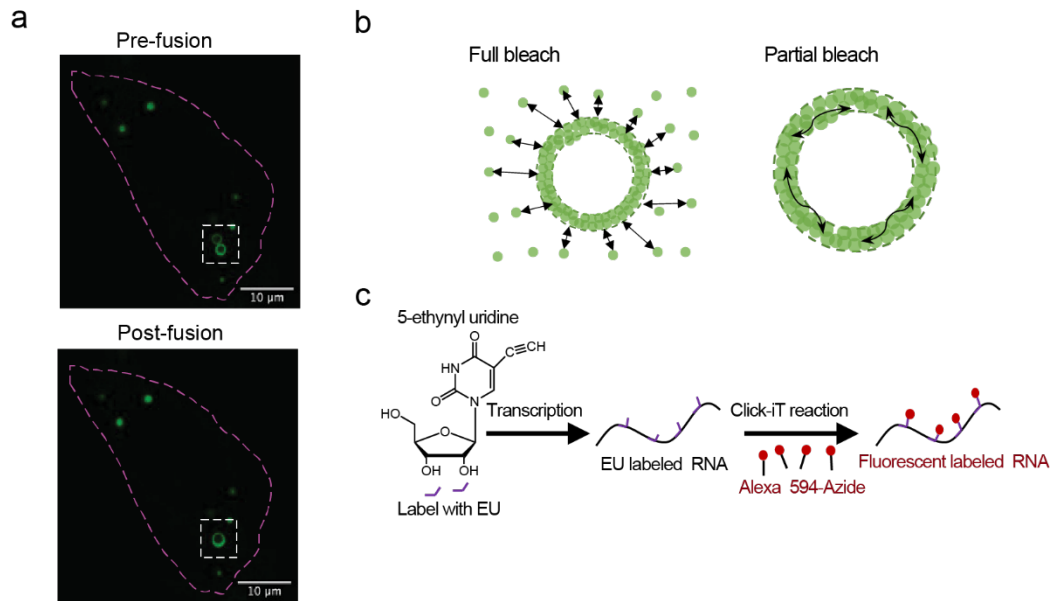 a
Pre-fusion
10 µm
Post-fusion
10 µm
b
Full bleach
Partial bleach
c
5-ethynyl uridine
O
CH
HN
O
N
HO
O
OH
OH
Label with EU
Transcription
EU labeled RNA
Click-iT reaction
Alexa 594-Azide
Fluorescent labeled RNA